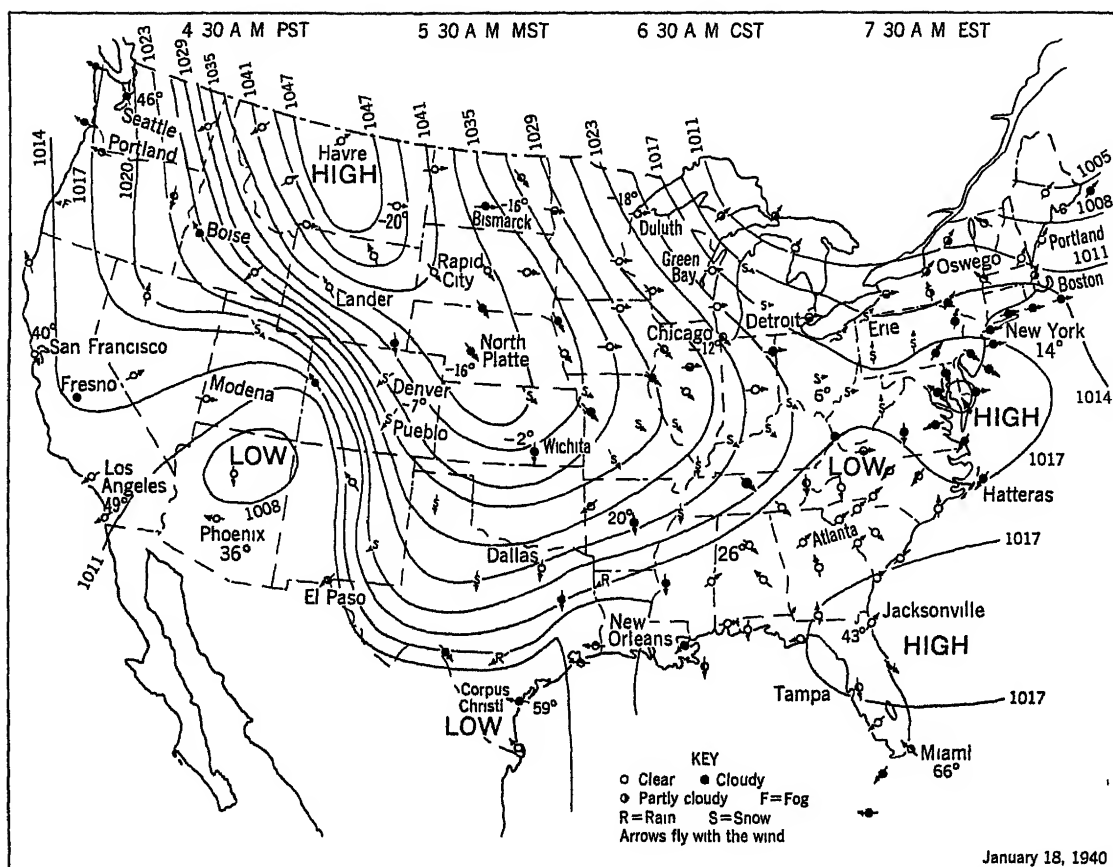 4 30 A M PST 5 30 A M MST 6 30 A M CST 7 30 A M EST
1023
1029
1035
1041
1047
1047
1041
1035
1029
1023
1017
1011
46°
Seattle
Portland
1014
1017
1020
Havre
HIGH
-20°
-16°
Bismarck
-18°
Duluth
1005
-6°
1008
Portland
1011
Boston
Oswego
Boise
Rapid
City
Green
Bay
Lander
40°
San Francisco
Fresno
Modena
North
Platte
-16°
Denver
-7°
Pueblo
Chicago
-12°
Detroit
Erie
New York
14°
1014
6°
HIGH
1017
-2°
Wichita
LOW
1008
LOW
Hatteras
Los
Angeles
49°
Phoenix
36°
1011
20°
Dallas
26°
Atlanta
1017
El Paso
New
Orleans
Jacksonville
43°
HIGH
Corpus
Christi
59°
LOW
Tampa
1017
Miami
66°
S S S S S S S S S S S S S S S S S S S S
R R
KEY
Clear Cloudy
Partly cloudy F=Fog
R=Rain S=Snow
Arrows fly with the wind
January 18, 1940